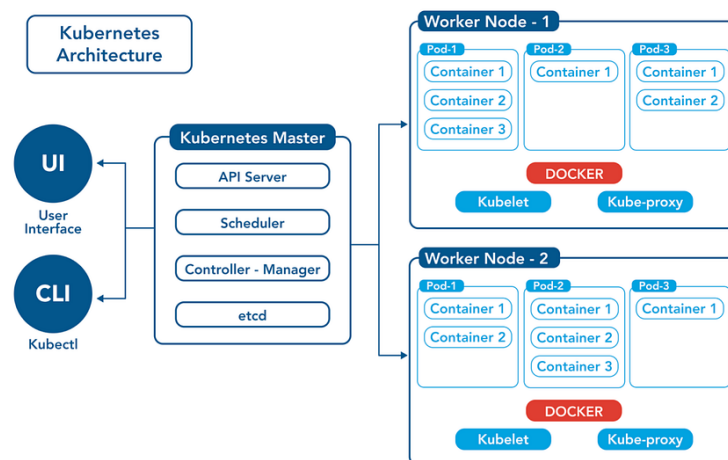 Kubernetes
Architecture
UI
User
Interface
CLI
Kubectl
Kubernetes Master
API Server
Scheduler
Controller - Manager
etcd
Worker Node - 1
Pod-1
Container 1
Container 2
Container 3
Pod-2
Container 1
Pod-3
Container 1
Container 2
DOCKER
Kubelet
Kube-proxy
Worker Node - 2
Pod-1
Container 1
Container 2
Pod-2
Container 1
Container 2
Container 3
Pod-3
Container 1
DOCKER
Kubelet
Kube-proxy